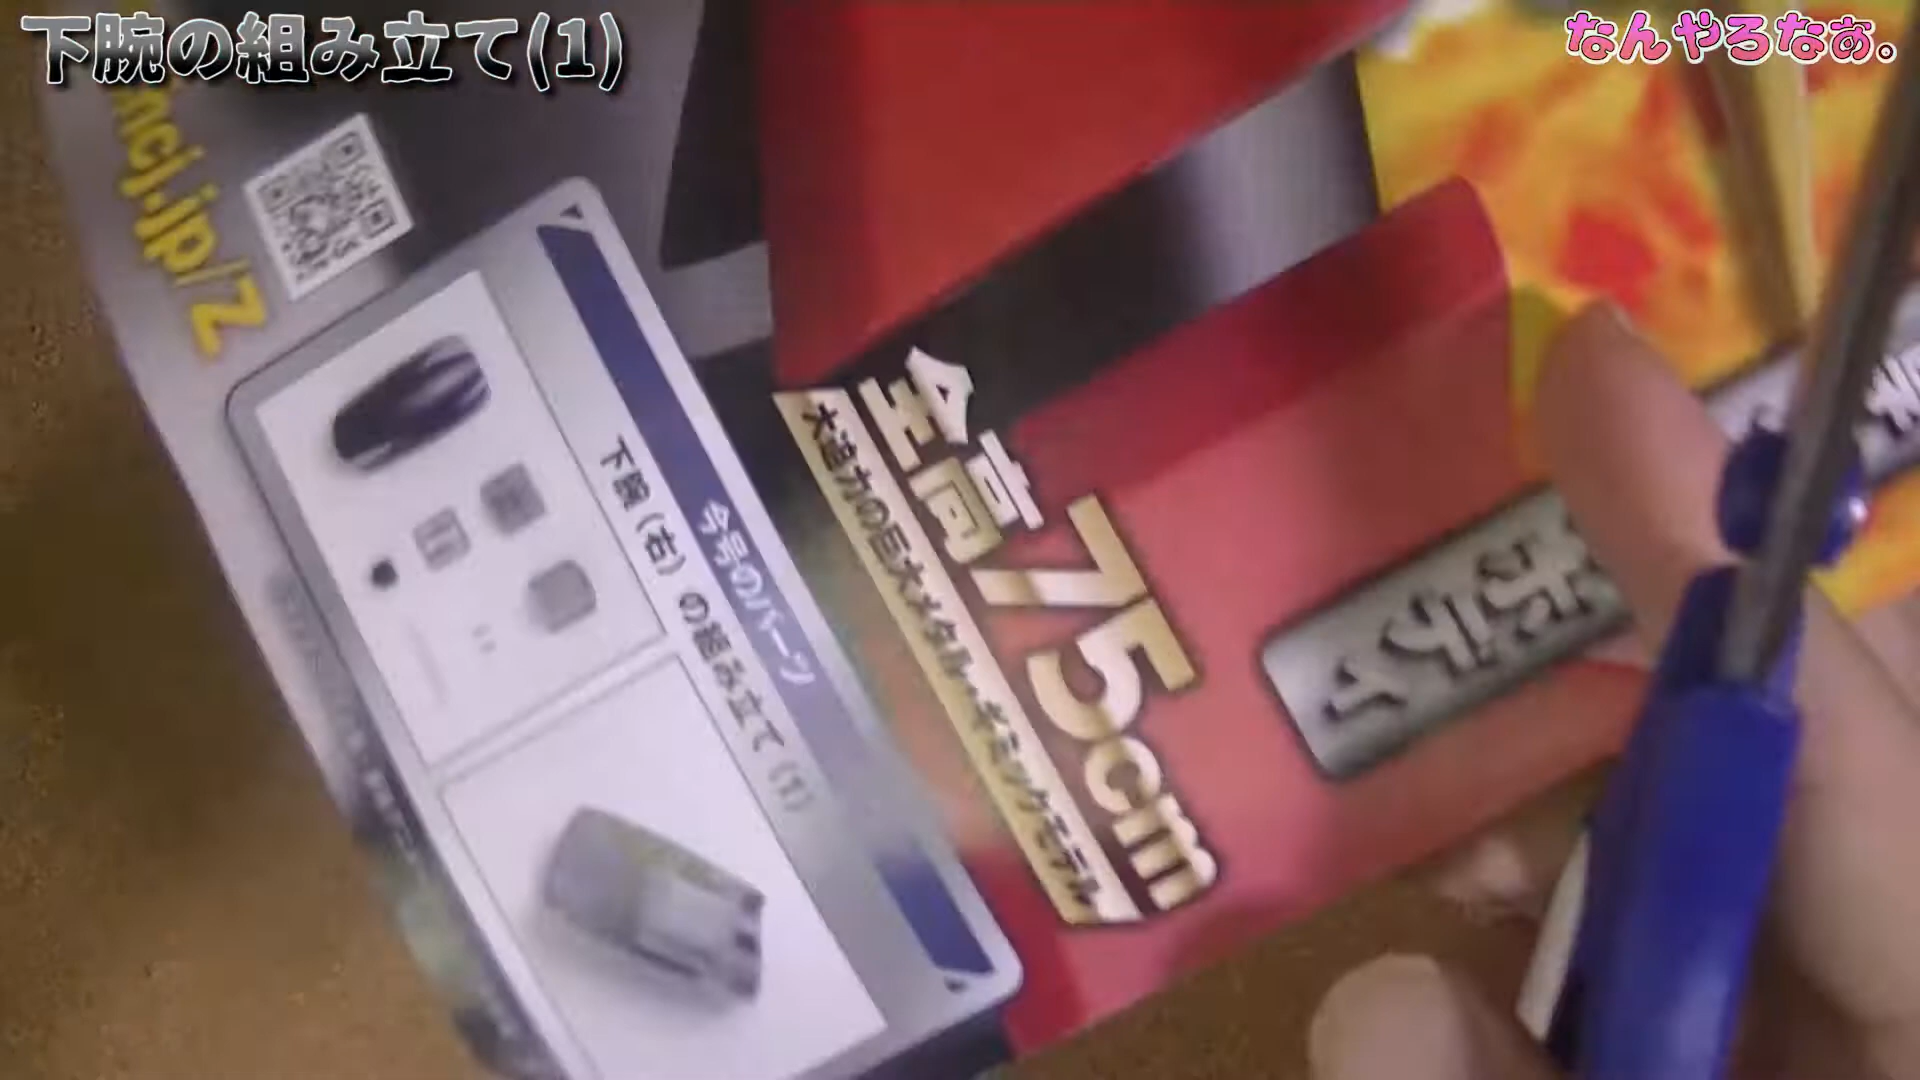 下腕の組み立て(1)
なんやろなぁ。
mcj.jp/z
今号のパーツ
下腕（右）の組み立て（1）
全高75cm
大迫力の巨大メタル・ギミックモデル